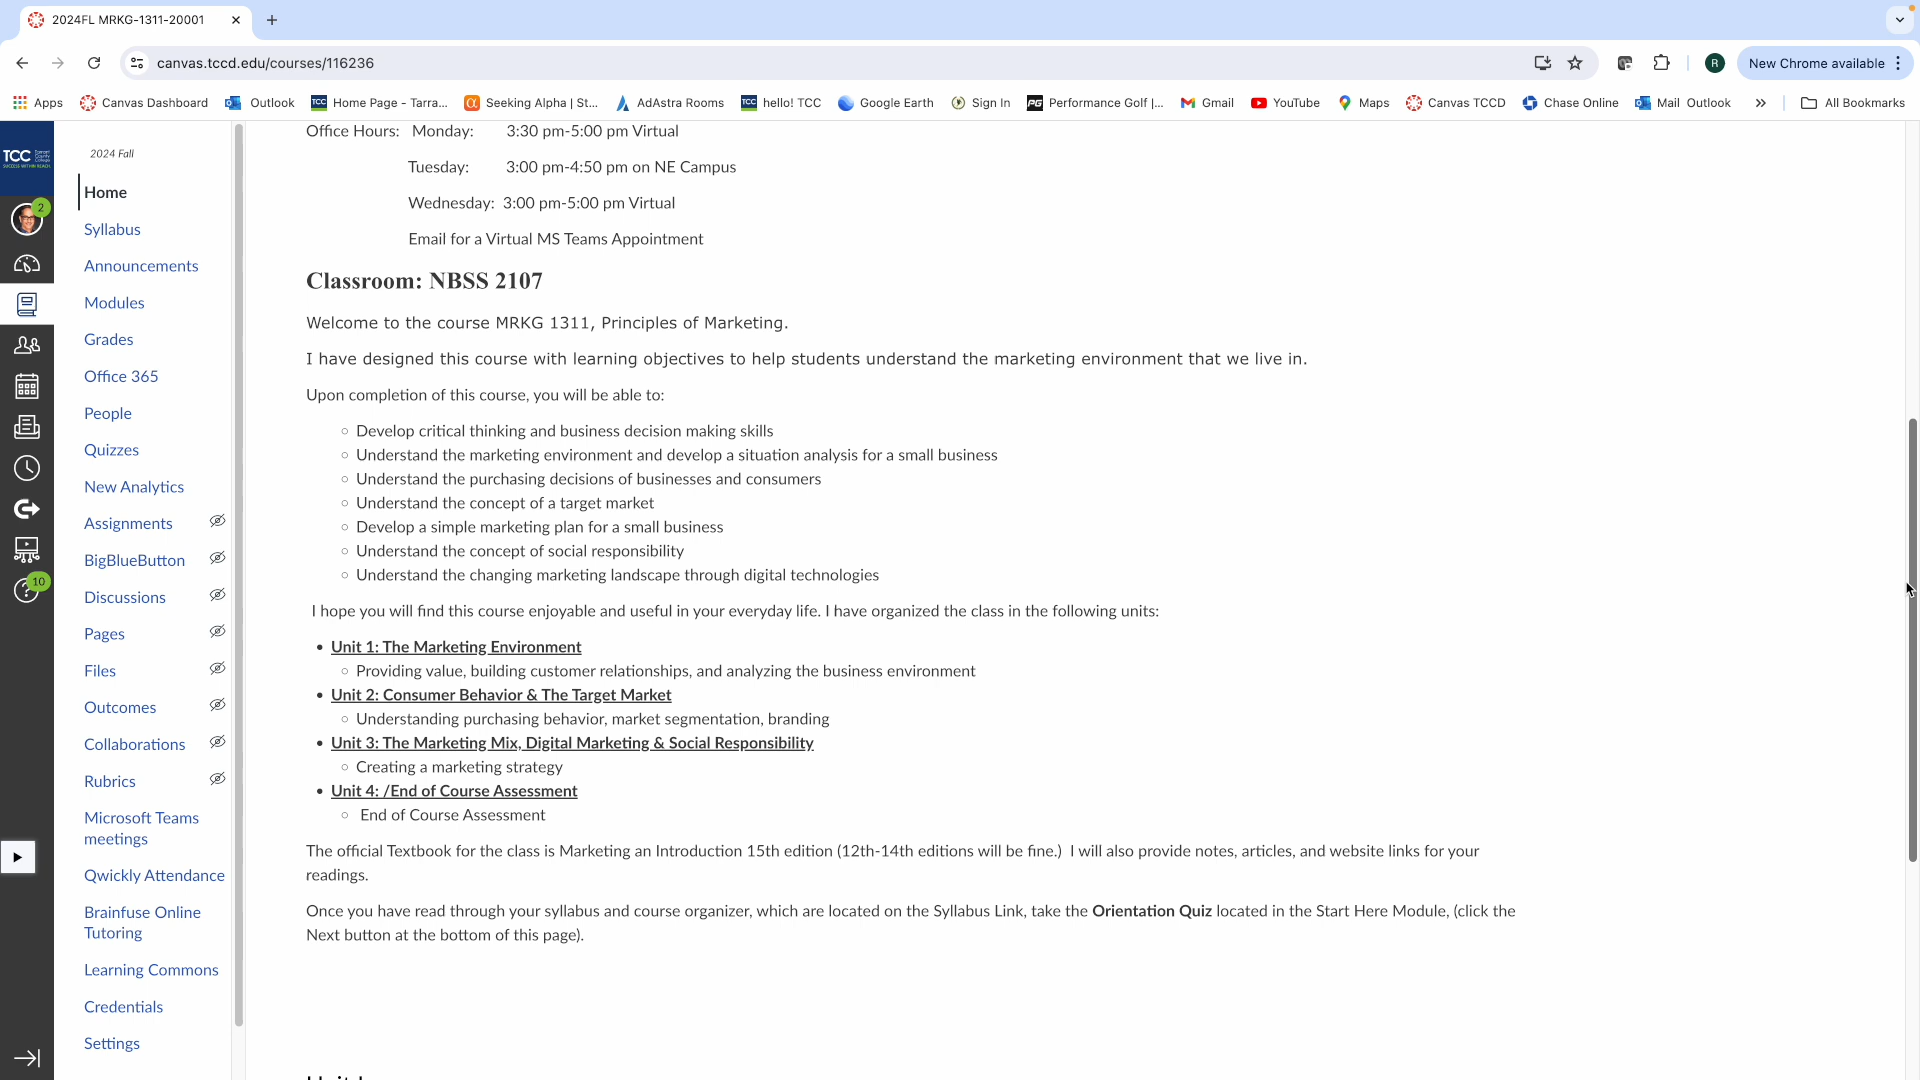 2024FL MRKG-1311-20001
canvas.tccd.edu/courses/116236
R
New Chrome available
Apps
Canvas Dashboard
Outlook
TCC
Home Page - Tarra...
Seeking Alpha | St...
AdAstra Rooms
TCC
hello! TCC
Google Earth
Sign In
PG
Performance Golf |...
Gmail
YouTube
Maps
Canvas TCCD
Chase Online
Mail Outlook
All Bookmarks
TCC
2
10
2024 Fall
Home
Syllabus
Announcements
Modules
Grades
Office 365
People
Quizzes
New Analytics
Assignments
BigBlueButton
Discussions
Pages
Files
Outcomes
Collaborations
Rubrics
Microsoft Teams
meetings
Qwickly Attendance
Brainfuse Online
Tutoring
Learning Commons
Credentials
Settings
Office Hours: Monday: 3:30 pm-5:00 pm Virtual
Tuesday: 3:00 pm-4:50 pm on NE Campus
Wednesday: 3:00 pm-5:00 pm Virtual
Email for a Virtual MS Teams Appointment
Classroom: NBSS 2107
Welcome to the course MRKG 1311, Principles of Marketing.
I have designed this course with learning objectives to help students understand the marketing environment that we live in.
Upon completion of this course, you will be able to:
Develop critical thinking and business decision making skills
Understand the marketing environment and develop a situation analysis for a small business
Understand the purchasing decisions of businesses and consumers
Understand the concept of a target market
Develop a simple marketing plan for a small business
Understand the concept of social responsibility
Understand the changing marketing landscape through digital technologies
I hope you will find this course enjoyable and useful in your everyday life. I have organized the class in the following units:
Unit 1: The Marketing Environment
Providing value, building customer relationships, and analyzing the business environment
Unit 2: Consumer Behavior & The Target Market
Understanding purchasing behavior, market segmentation, branding
Unit 3: The Marketing Mix, Digital Marketing & Social Responsibility
Creating a marketing strategy
Unit 4: /End of Course Assessment
End of Course Assessment
The official Textbook for the class is Marketing an Introduction 15th edition (12th-14th editions will be fine.) I will also provide notes, articles, and website links for your
readings.
Once you have read through your syllabus and course organizer, which are located on the Syllabus Link, take the Orientation Quiz located in the Start Here Module, (click the
Next button at the bottom of this page).